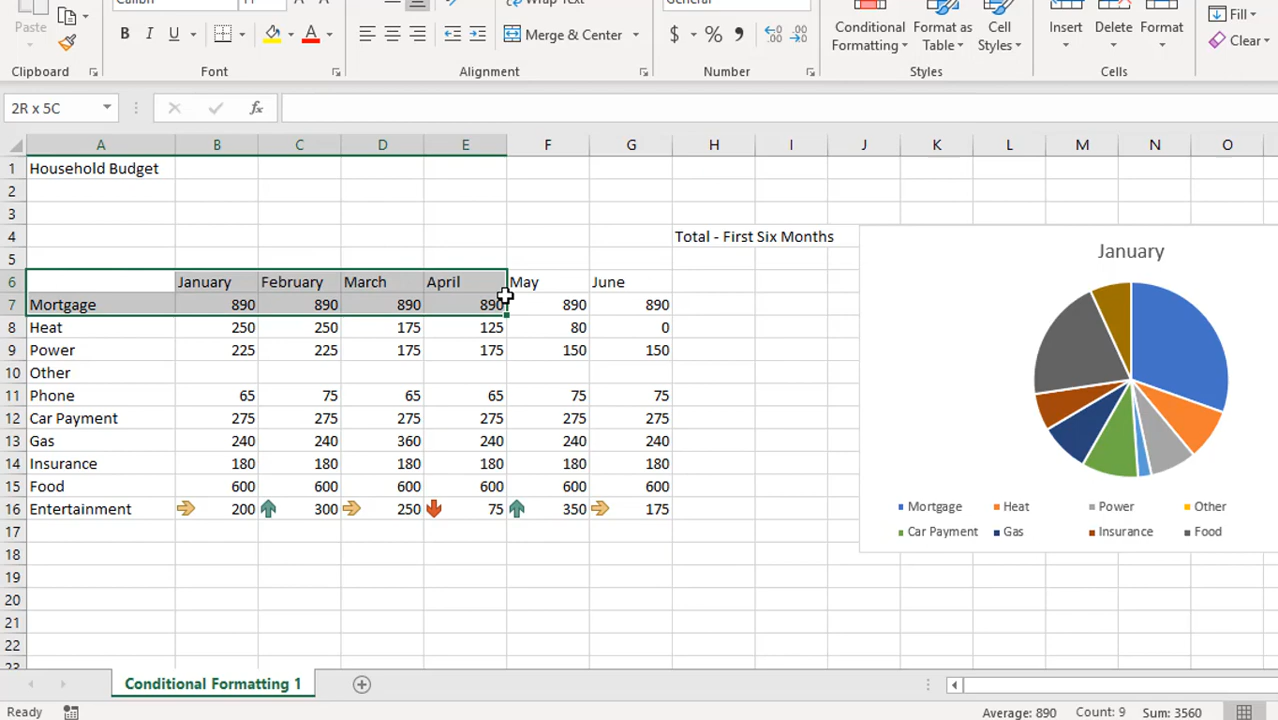 Calibri 11 Wrap Text General
Paste B I U A $ % 9 Merge & Center Conditional Formatting Format as Table Cell Styles Insert Delete Format Fill Clear
Clipboard Font Alignment Number Styles Cells
2R x 5C fx
A B C D E F G H I J K L M N O
1 Household Budget
2
3
4 Total - First Six Months
5
6 January February March April May June
7 Mortgage 890 890 890 890 890 890
8 Heat 250 250 175 125 80 0
9 Power 225 225 175 175 150 150
10 Other
11 Phone 65 75 65 65 75 75
12 Car Payment 275 275 275 275 275 275
13 Gas 240 240 360 240 240 240
14 Insurance 180 180 180 180 180 180
15 Food 600 600 600 600 600 600
16 Entertainment 200 300 250 75 350 175
17
18
19
20
21
22
23
January
Mortgage Heat Power Other
Car Payment Gas Insurance Food
Conditional Formatting 1
Ready Average: 890 Count: 9 Sum: 3560